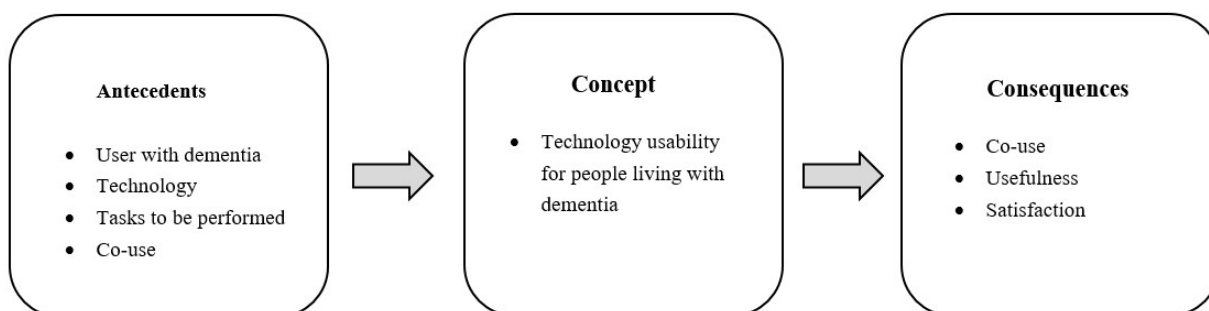 Antecedents
• User with dementia
• Technology
• Tasks to be performed
• Co-use
Concept
• Technology usability
for people living with
dementia
Consequences
• Co-use
• Usefulness
• Satisfaction